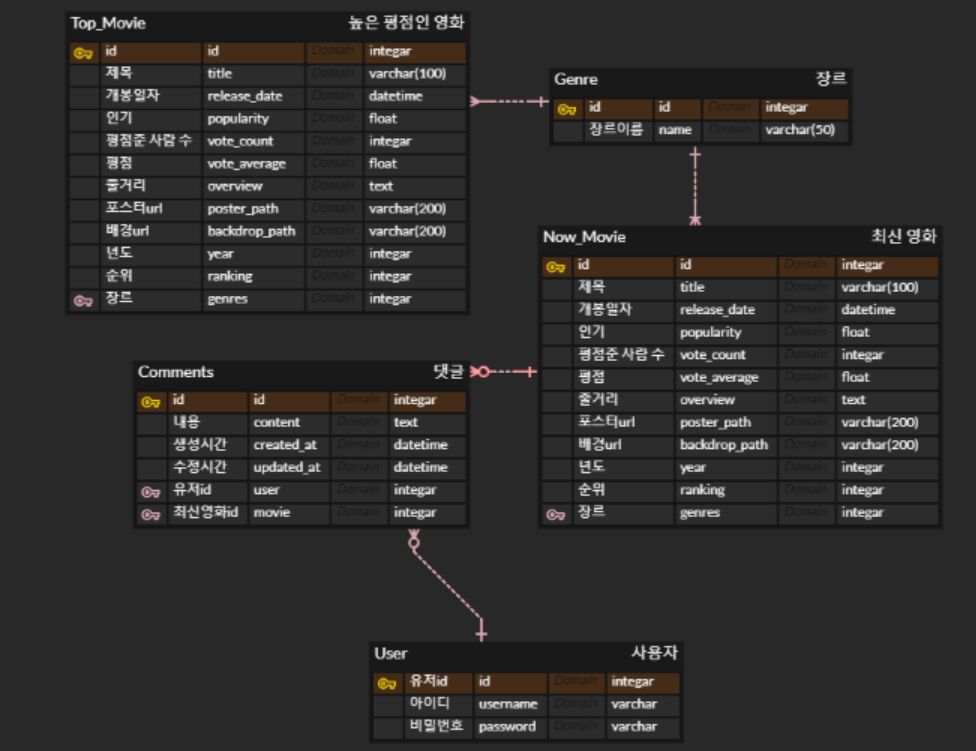 Top_Movie 높은 평점인 영화
id id Domain integar
제목 title Domain varchar(100)
개봉일자 release_date Domain datetime
인기 popularity Domain float
평점준 사람 수 vote_count Domain integar
평점 vote_average Domain float
줄거리 overview Domain text
포스터url poster_path Domain varchar(200)
배경url backdrop_path Domain varchar(200)
년도 year Domain integar
순위 ranking Domain integar
장르 genres Domain integar
Genre 장르
id id Domain integar
장르이름 name Domain varchar(50)
Now_Movie 최신 영화
id id Domain integar
제목 title Domain varchar(100)
개봉일자 release_date Domain datetime
인기 popularity Domain float
평점준 사람 수 vote_count Domain integar
평점 vote_average Domain float
줄거리 overview Domain text
포스터url poster_path Domain varchar(200)
배경url backdrop_path Domain varchar(200)
년도 year Domain integar
순위 ranking Domain integar
장르 genres Domain integar
Comments 댓글
id id Domain integar
내용 content Domain text
생성시간 created_at Domain datetime
수정시간 updated_at Domain datetime
유저id user Domain integar
최신영화id movie Domain integar
User 사용자
유저id id Domain integar
아이디 username Domain varchar
비밀번호 password Domain varchar